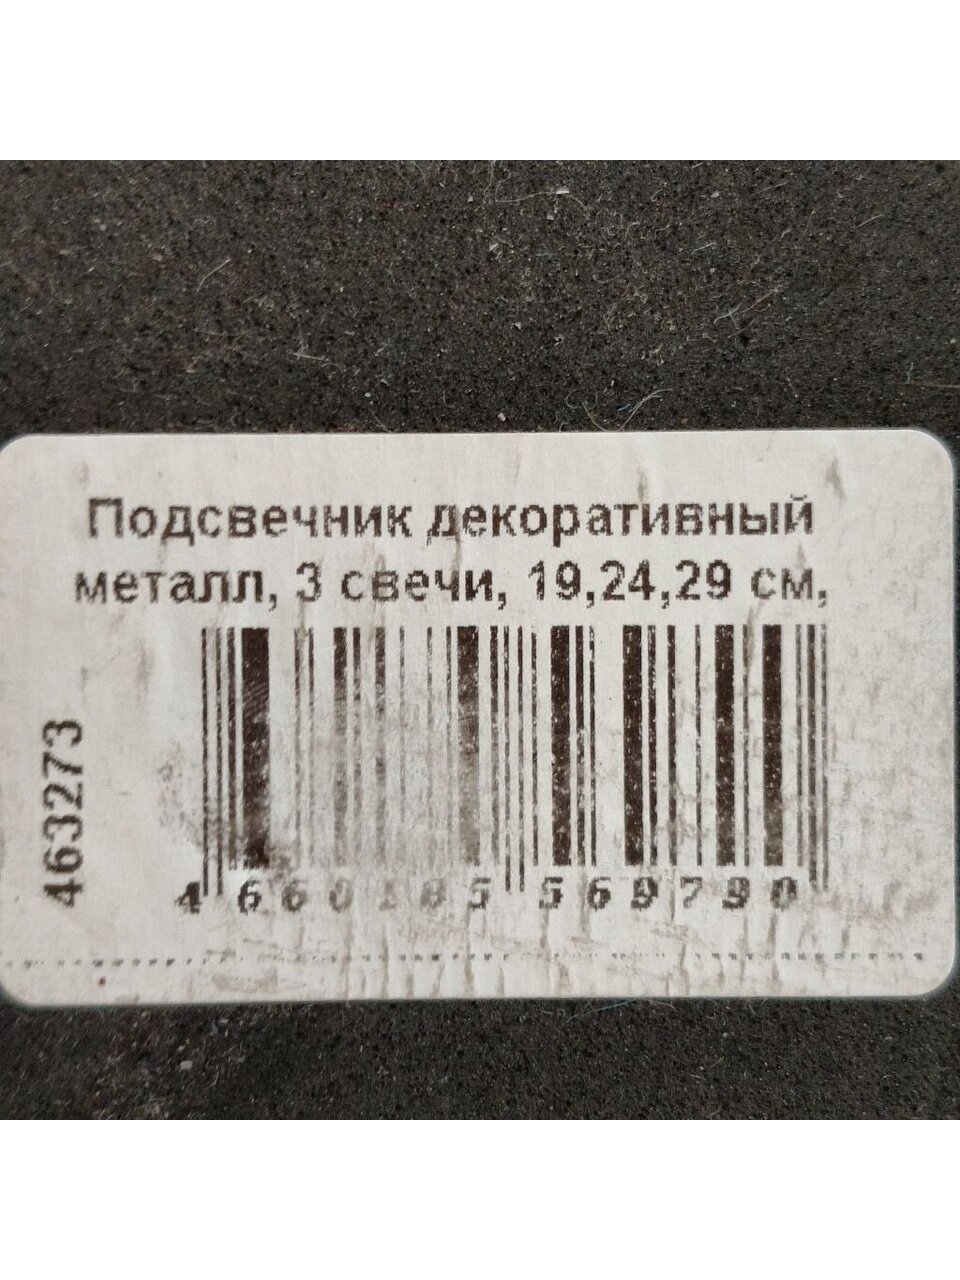 Подсвечник декоративный
металл, 3 свечи, 19,24,29 см,
463273